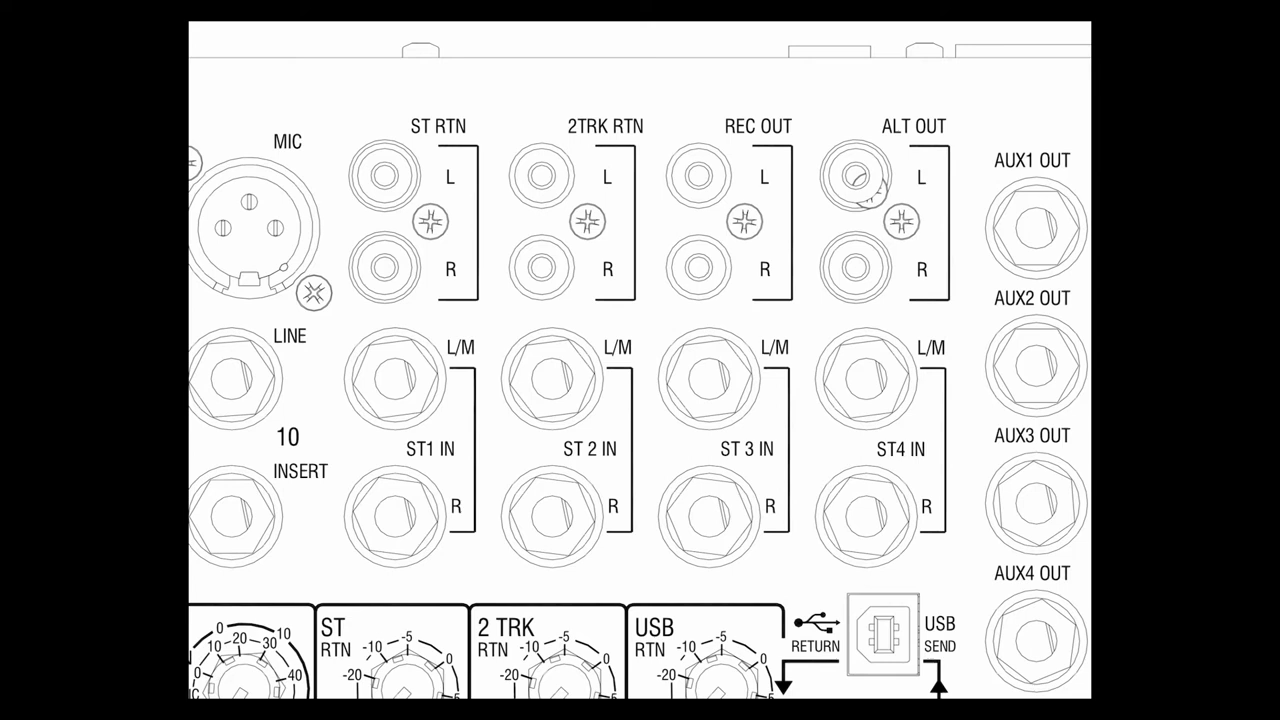 ST RTN
2TRK RTN
REC OUT
ALT OUT
MIC
AUX1 OUT
L
L
L
L
R
R
R
R
AUX2 OUT
LINE
L/M
L/M
L/M
L/M
10
AUX3 OUT
ST1 IN
ST 2 IN
ST 3 IN
ST4 IN
INSERT
R
R
R
R
AUX4 OUT
ST
RTN
2 TRK
RTN
USB
RTN
RETURN
USB
SEND
0
10
20
10
30
0
40
-20
-10
-5
0
-20
-10
-5
0
-20
-10
-5
0